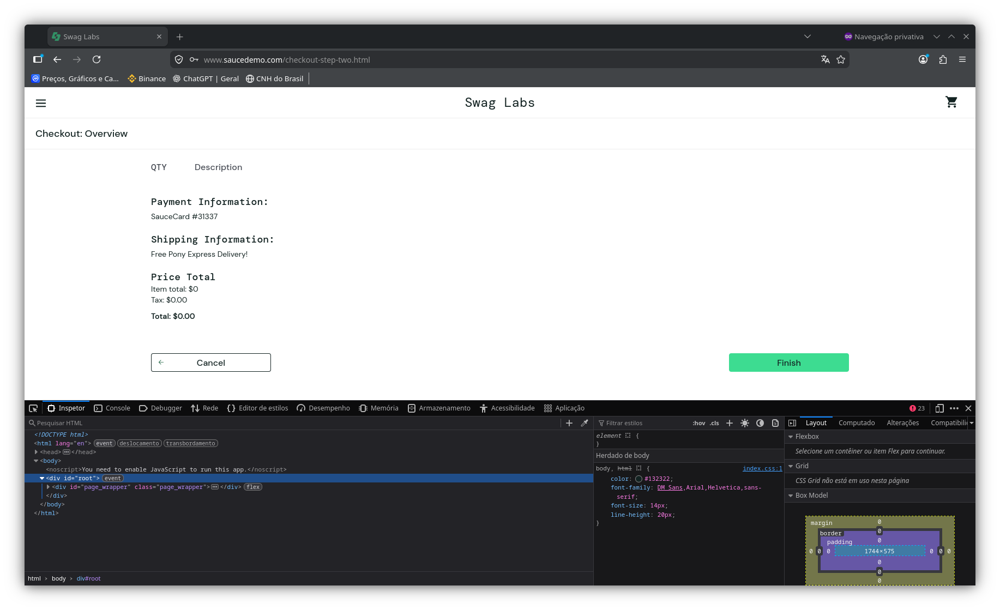 Swag Labs
Navegação privativa
www.saucedemo.com/checkout-step-two.html
Preços, Gráficos e Ca...
Binance
ChatGPT | Geral
CNH do Brasil
Swag Labs
Checkout: Overview
QTY Description
Payment Information:
SauceCard #31337
Shipping Information:
Free Pony Express Delivery!
Price Total
Item total: $0
Tax: $0.00
Total: $0.00
Cancel
Finish
Inspetor
Console
Debugger
Rede
Editor de estilos
Desempenho
Memória
Armazenamento
Acessibilidade
Aplicação
23
Pesquisar HTML
<!DOCTYPE html>
<html lang="en"> event deslocamento transbordamento
<head> ... </head>
<body>
<noscript>You need to enable JavaScript to run this app.</noscript>
<div id="root"> event
<div id="page_wrapper" class="page_wrapper"> ... </div> flex
</div>
</body>
</html>
html › body › div#root
Filtrar estilos
:hov .cls
element {
}
Herdado de body
body, html { index.css:1
color: #132322;
font-family: DM Sans,Arial,Helvetica,sans-
serif;
font-size: 14px;
line-height: 20px;
}
Layout
Computado
Alterações
Compatibili
Flexbox
Selecione um contêiner ou item Flex para continuar.
Grid
CSS Grid não está em uso nesta página
Box Model
margin 0
border 0
padding 0
0 0 0 1744×575 0 0 0
0
0
0